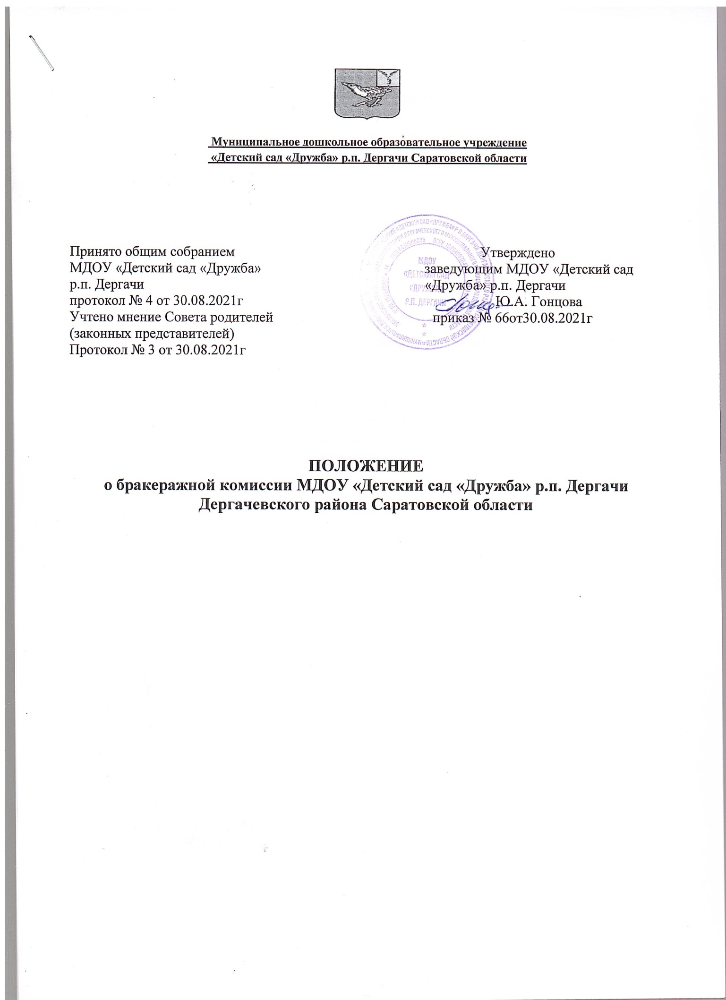 Муниципальное дошкольное образовательное учреждение
«Детский сад «Дружба» р.п. Дергачи Саратовской области
Принято общим собранием
МДОУ «Детский сад «Дружба»
р.п. Дергачи
протокол № 4 от 30.08.2021г
Учтено мнение Совета родителей
(законных представителей)
Протокол № 3 от 30.08.2021г
Утверждено
заведующим МДОУ «Детский сад
«Дружба» р.п. Дергачи
Ю.А. Гонцова
приказ № 66от30.08.2021г
МДОУ
«ДЕТСКИЙ САД
«ДРУЖБА»
Р.П. ДЕРГАЧИ
ПОЛОЖЕНИЕ
о бракеражной комиссии МДОУ «Детский сад «Дружба» р.п. Дергачи
Дергачевского района Саратовской области